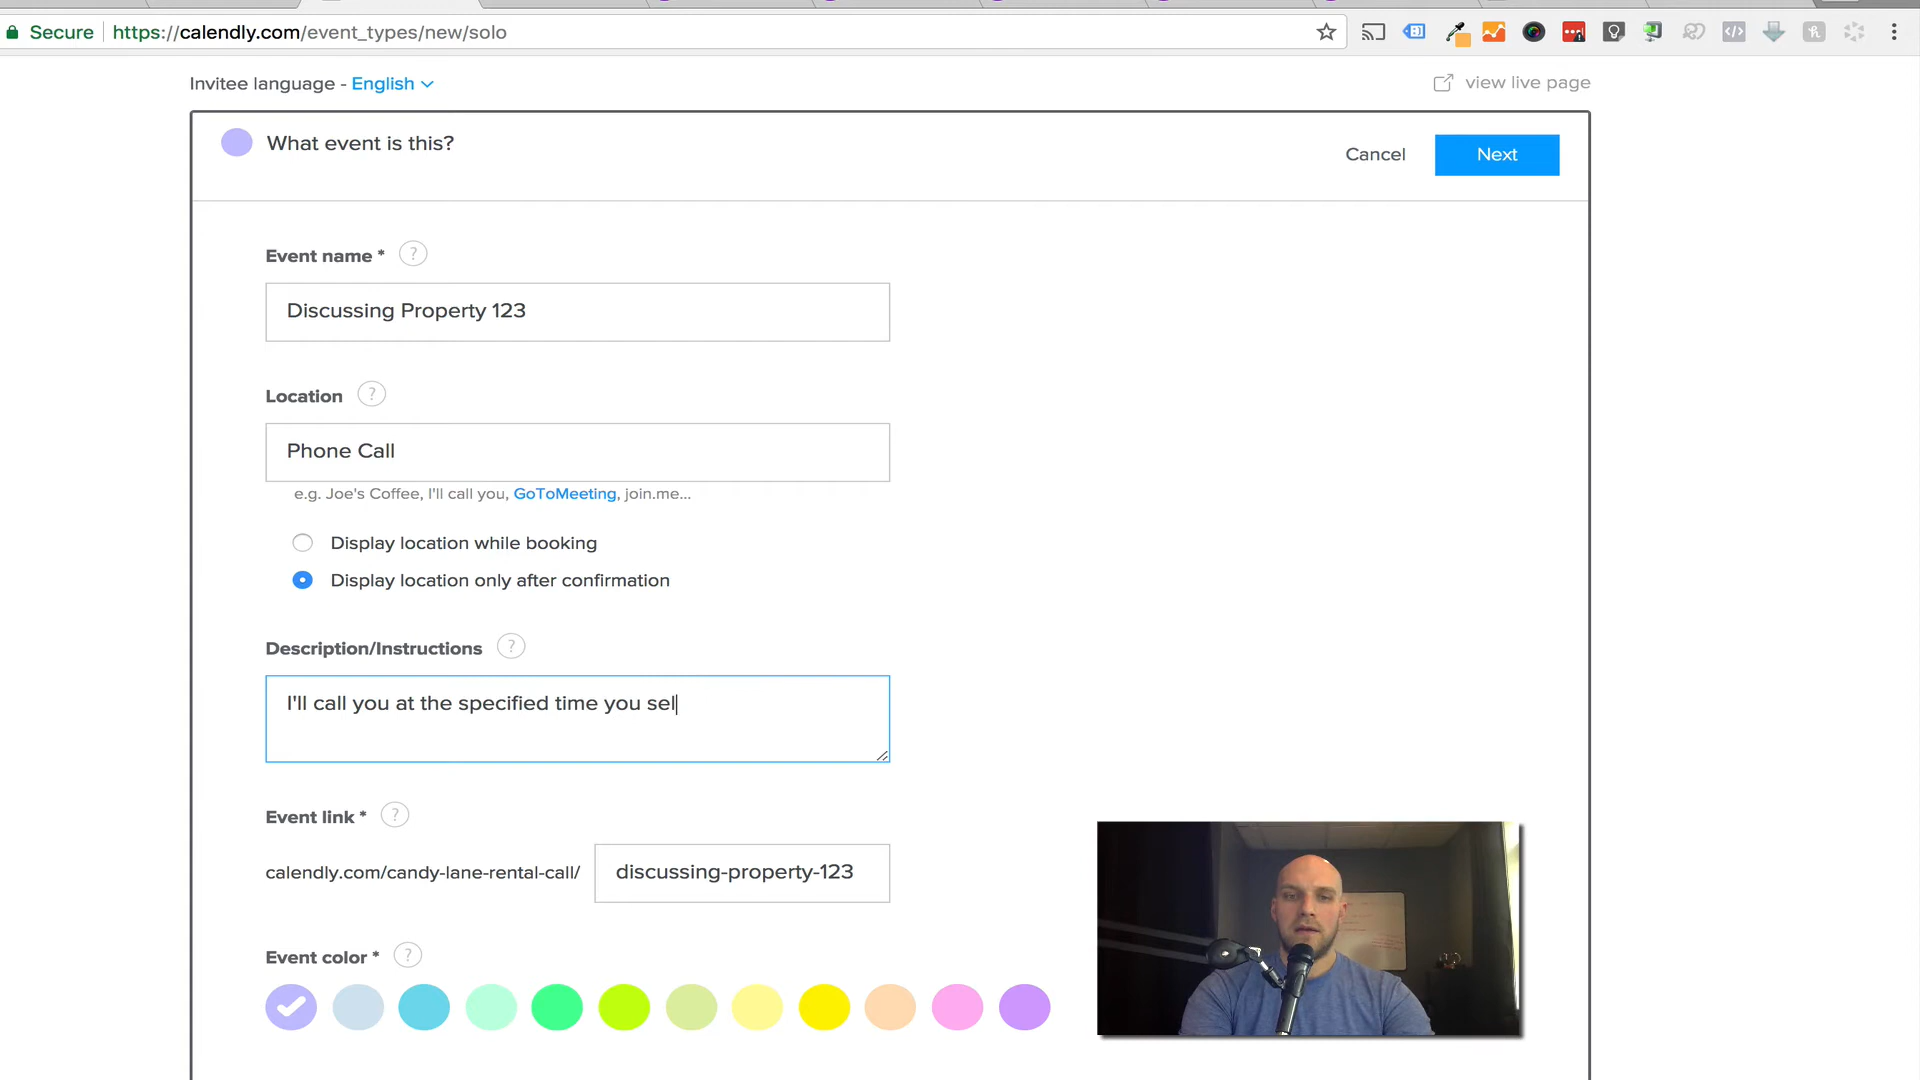 Secure https://calendly.com/event_types/new/solo
Invitee language - English
view live page
What event is this?
Cancel
Next
Event name * ?
Discussing Property 123
Location ?
Phone Call
e.g. Joe's Coffee, I'll call you, GoToMeeting, join.me...
Display location while booking
Display location only after confirmation
Description/Instructions ?
I'll call you at the specified time you sel
Event link * ?
calendly.com/candy-lane-rental-call/ discussing-property-123
Event color * ?